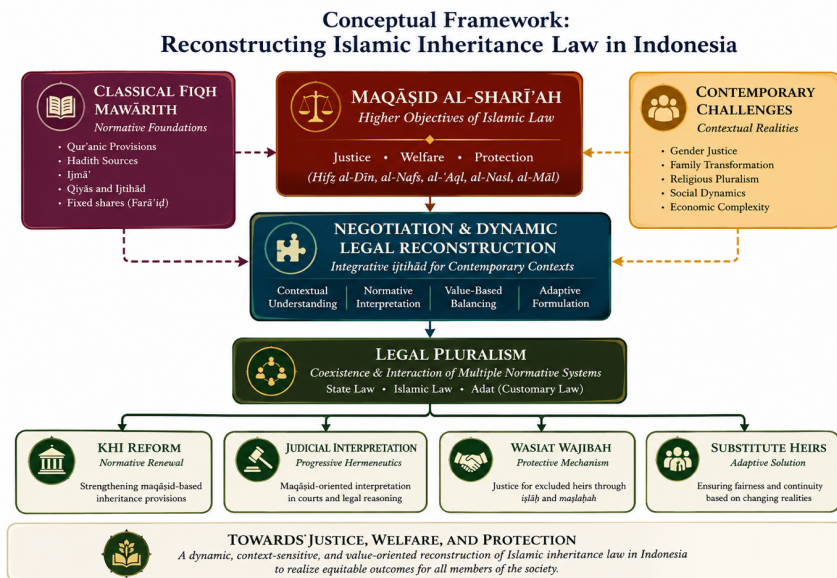 Conceptual Framework:
Reconstructing Islamic Inheritance Law in Indonesia
CLASSICAL FIQH
MAWĀRITH
Normative Foundations
• Qur'anic Provisions
• Hadith Sources
• Ijmā'
• Qiyās and Ijtihād
• Fixed shares (Farā'iḍ)
MAQĀṢID AL-SHARĪ'AH
Higher Objectives of Islamic Law
Justice • Welfare • Protection
(Hifẓ al-Dīn, al-Nafs, al-'Aql, al-Nasl, al-Māl)
CONTEMPORARY
CHALLENGES
Contextual Realities
• Gender Justice
• Family Transformation
• Religious Pluralism
• Social Dynamics
• Economic Complexity
NEGOTIATION & DYNAMIC
LEGAL RECONSTRUCTION
Integrative ijtihād for Contemporary Contexts
Contextual
Understanding
Normative
Interpretation
Value-Based
Balancing
Adaptive
Formulation
LEGAL PLURALISM
Coexistence & Interaction of Multiple Normative Systems
State Law • Islamic Law • Adat (Customary Law)
KHI REFORM
Normative Renewal
Strengthening maqāṣid-based
inheritance provisions
JUDICIAL INTERPRETATION
Progressive Hermeneutics
Maqāṣid-oriented interpretation
in courts and legal reasoning
WASIAT WAJIBAH
Protective Mechanism
Justice for excluded heirs through
iṣlāḥ and maṣlaḥah
SUBSTITUTE HEIRS
Adaptive Solution
Ensuring fairness and continuity
based on changing realities
TOWARDS JUSTICE, WELFARE, AND PROTECTION
A dynamic, context-sensitive, and value-oriented reconstruction of Islamic inheritance law in Indonesia
to realize equitable outcomes for all members of the society.